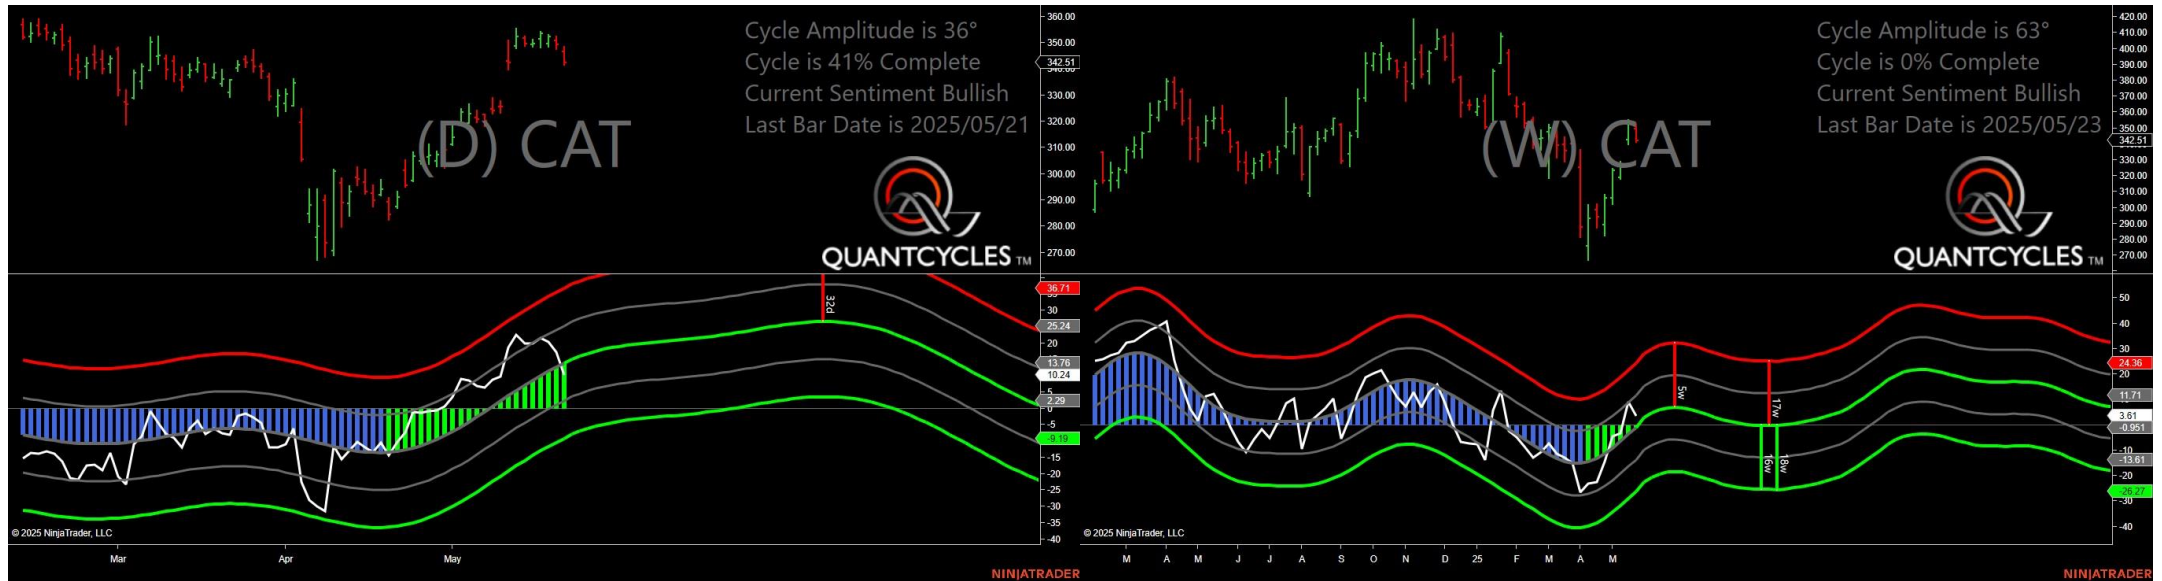 Cycle Amplitude is 36°
Cycle is 41% Complete
Current Sentiment Bullish
Last Bar Date is 2025/05/21
(D) CAT
QUANTCYCLES TM
360.00
350.00
342.51
330.00
320.00
310.00
300.00
290.00
280.00
270.00
32d
36.71
30
25.24
20
13.76
10.24
5
2.29
0
-5
-9.19
-15
-20
-25
-30
-35
-40
© 2025 NinjaTrader, LLC
Mar Apr May
NINJATRADER
Cycle Amplitude is 63°
Cycle is 0% Complete
Current Sentiment Bullish
Last Bar Date is 2025/05/23
(W) CAT
QUANTCYCLES TM
420.00
410.00
400.00
390.00
380.00
370.00
360.00
350.00
342.51
330.00
320.00
310.00
300.00
290.00
280.00
270.00
5w
17w
16w
18w
50
40
30
24.36
20
11.71
3.61
-0.951
-10
-13.61
-20
-26.27
-30
-40
© 2025 NinjaTrader, LLC
M A M J J A S O N D 25 F M A M
NINJATRADER